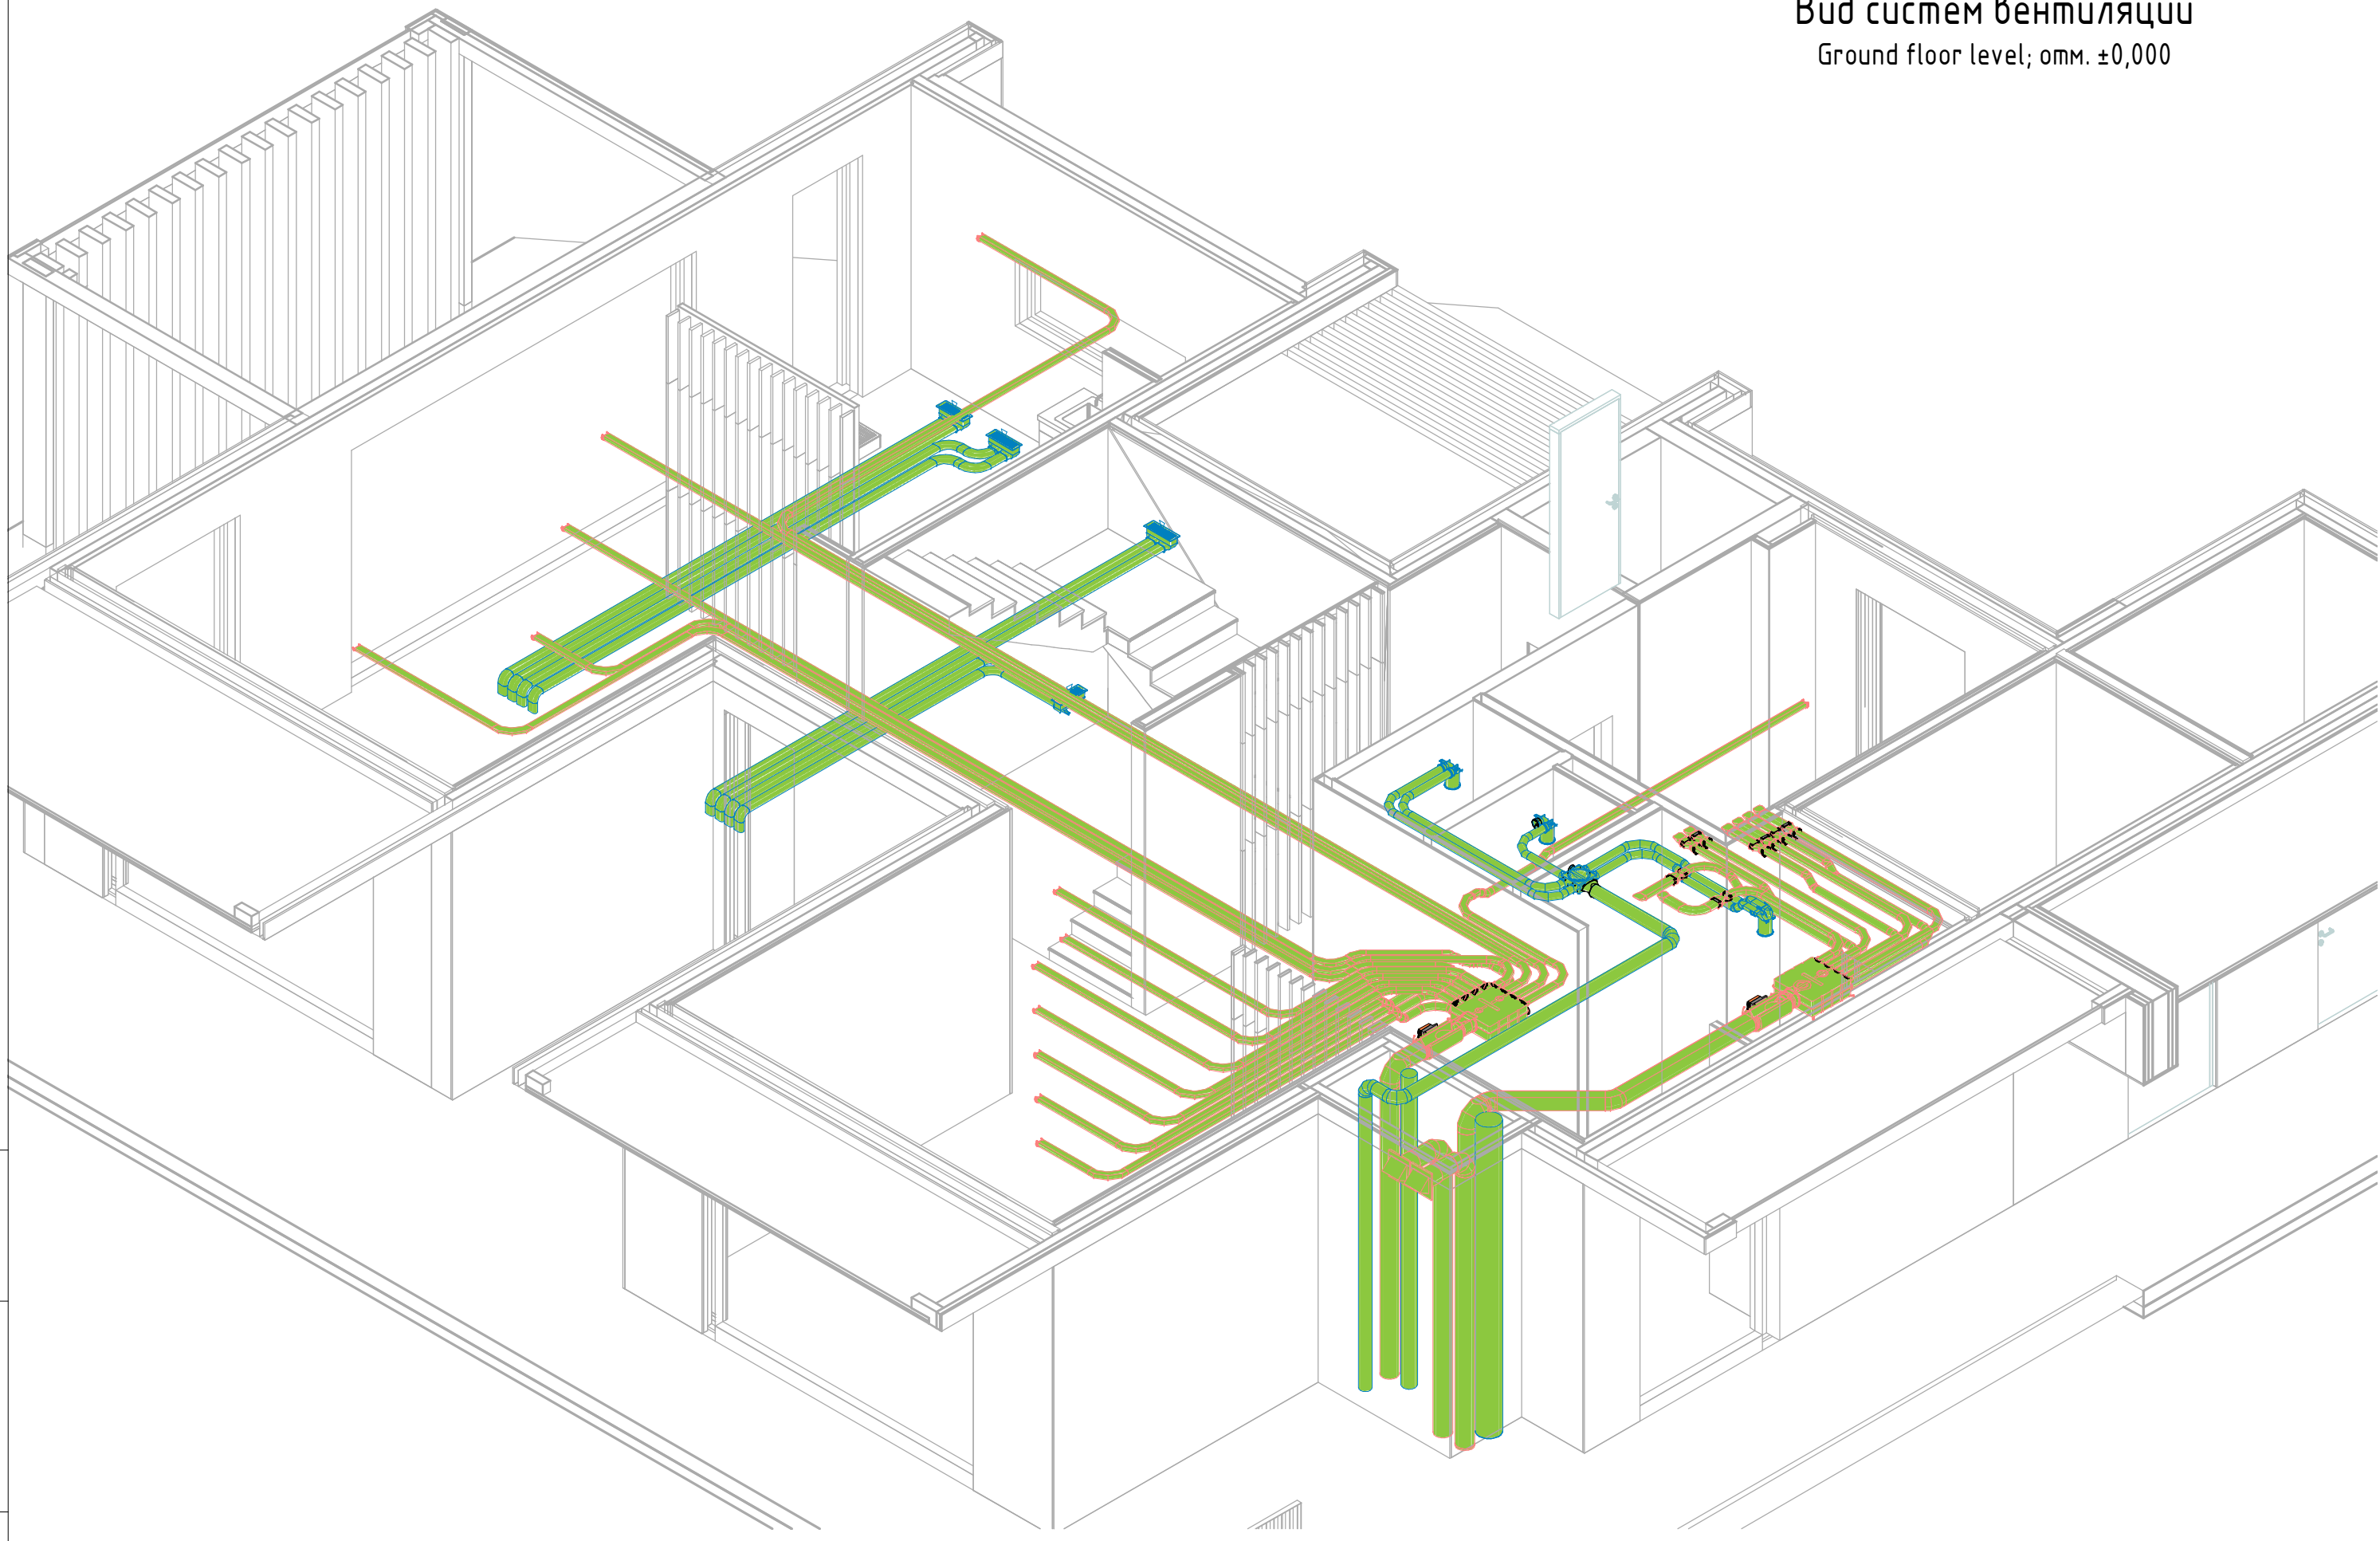 Вид систем вентиляции
Ground floor level; отм. ±0,000